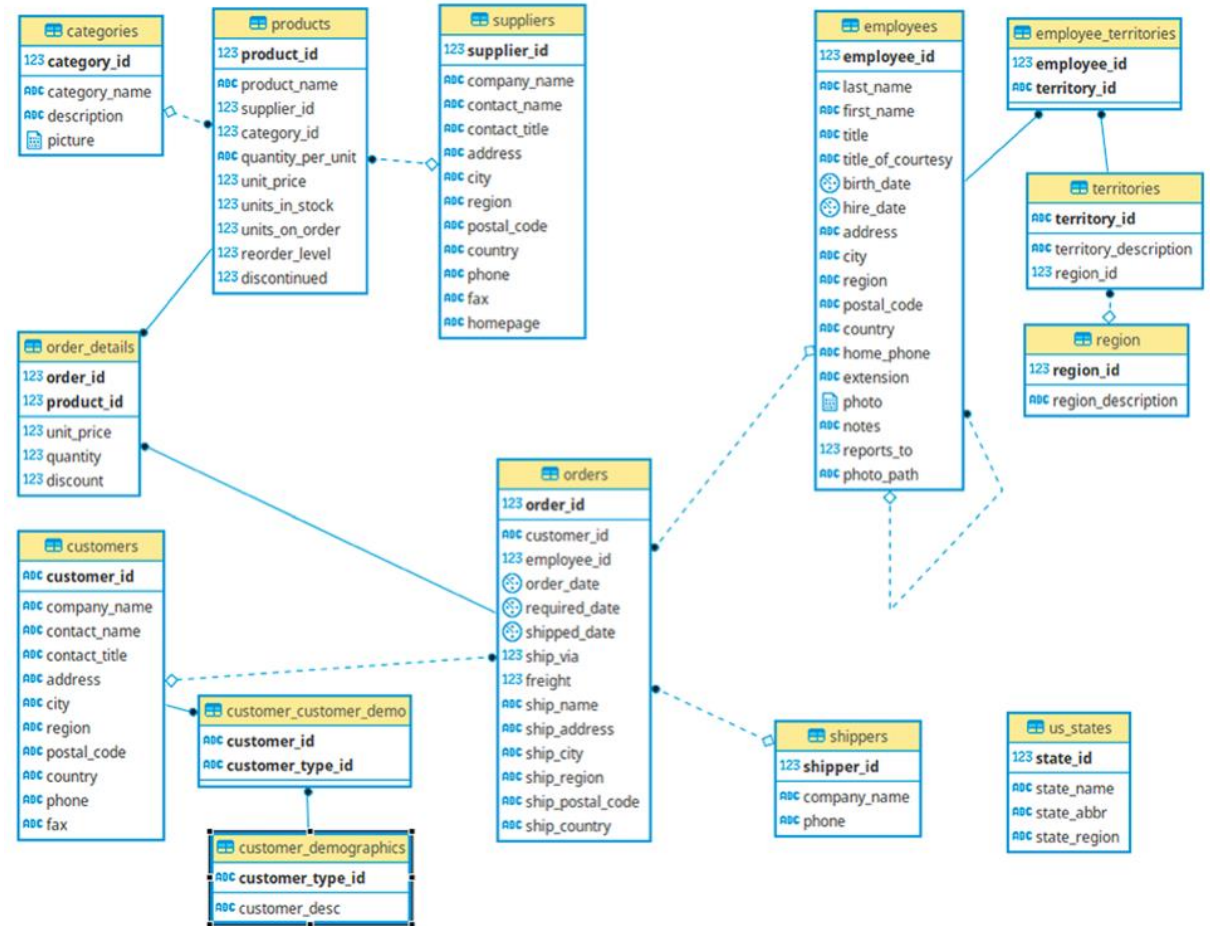 categories
123 category_id
ABC category_name
ABC description
picture
products
123 product_id
ABC product_name
123 supplier_id
123 category_id
ABC quantity_per_unit
123 unit_price
123 units_in_stock
123 units_on_order
123 reorder_level
123 discontinued
suppliers
123 supplier_id
ABC company_name
ABC contact_name
ABC contact_title
ABC address
ABC city
ABC region
ABC postal_code
ABC country
ABC phone
ABC fax
ABC homepage
employees
123 employee_id
ABC last_name
ABC first_name
ABC title
ABC title_of_courtesy
birth_date
hire_date
ABC address
ABC city
ABC region
ABC postal_code
ABC country
ABC home_phone
ABC extension
photo
ABC notes
123 reports_to
ABC photo_path
employee_territories
123 employee_id
ABC territory_id
territories
ABC territory_id
ABC territory_description
123 region_id
region
123 region_id
ABC region_description
order_details
123 order_id
123 product_id
123 unit_price
123 quantity
123 discount
orders
123 order_id
ABC customer_id
123 employee_id
order_date
required_date
shipped_date
123 ship_via
123 freight
ABC ship_name
ABC ship_address
ABC ship_city
ABC ship_region
ABC ship_postal_code
ABC ship_country
customers
ABC customer_id
ABC company_name
ABC contact_name
ABC contact_title
ABC address
ABC city
ABC region
ABC postal_code
ABC country
ABC phone
ABC fax
customer_customer_demo
ABC customer_id
ABC customer_type_id
customer_demographics
ABC customer_type_id
ABC customer_desc
shippers
123 shipper_id
ABC company_name
ABC phone
us_states
123 state_id
ABC state_name
ABC state_abbr
ABC state_region